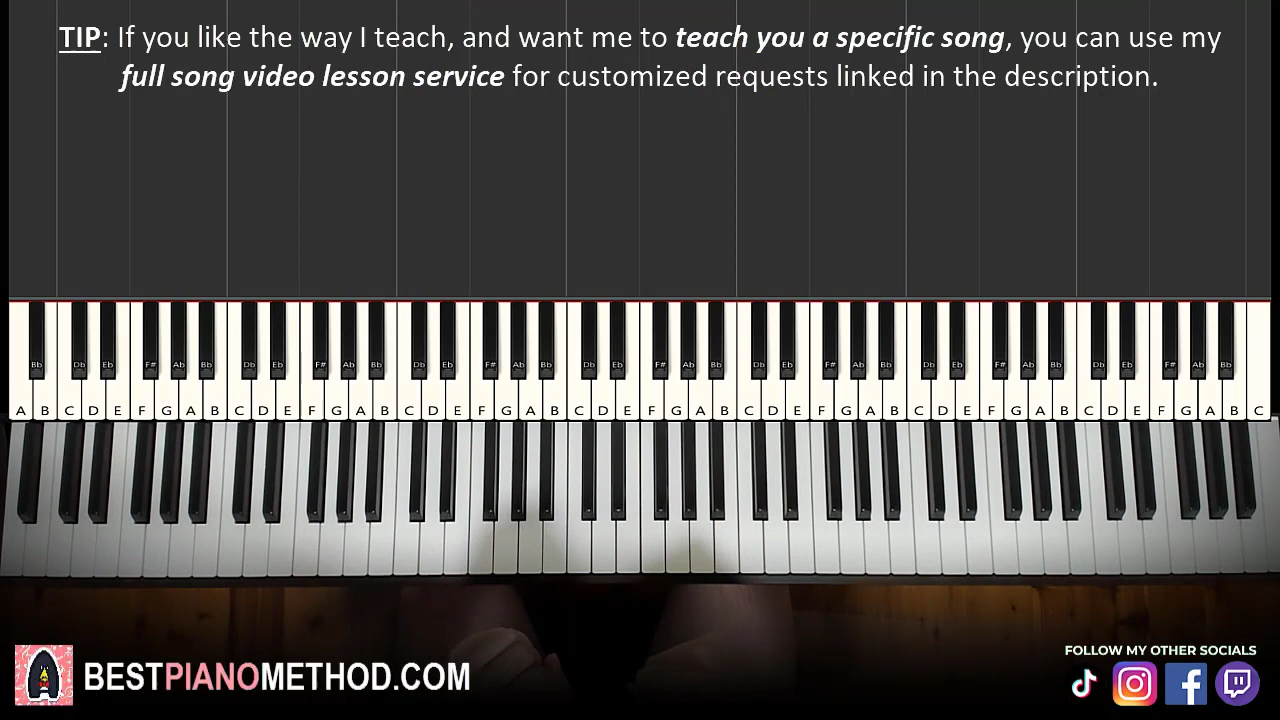 TIP: If you like the way I teach, and want me to teach you a specific song, you can use my
full song video lesson service for customized requests linked in the description.
Bb Db Eb F# Ab Bb Db Eb F# Ab Bb Db Eb F# Ab Bb Db Eb F# Ab Bb Db Eb F# Ab Bb Db Eb F# Ab Bb Db Eb F# Ab Bb
A B C D E F G A B C D E F G A B C D E F G A B C D E F G A B C D E F G A B C D E F G A B C D E F G A B C
BESTPIANOMETHOD.COM
FOLLOW MY OTHER SOCIALS